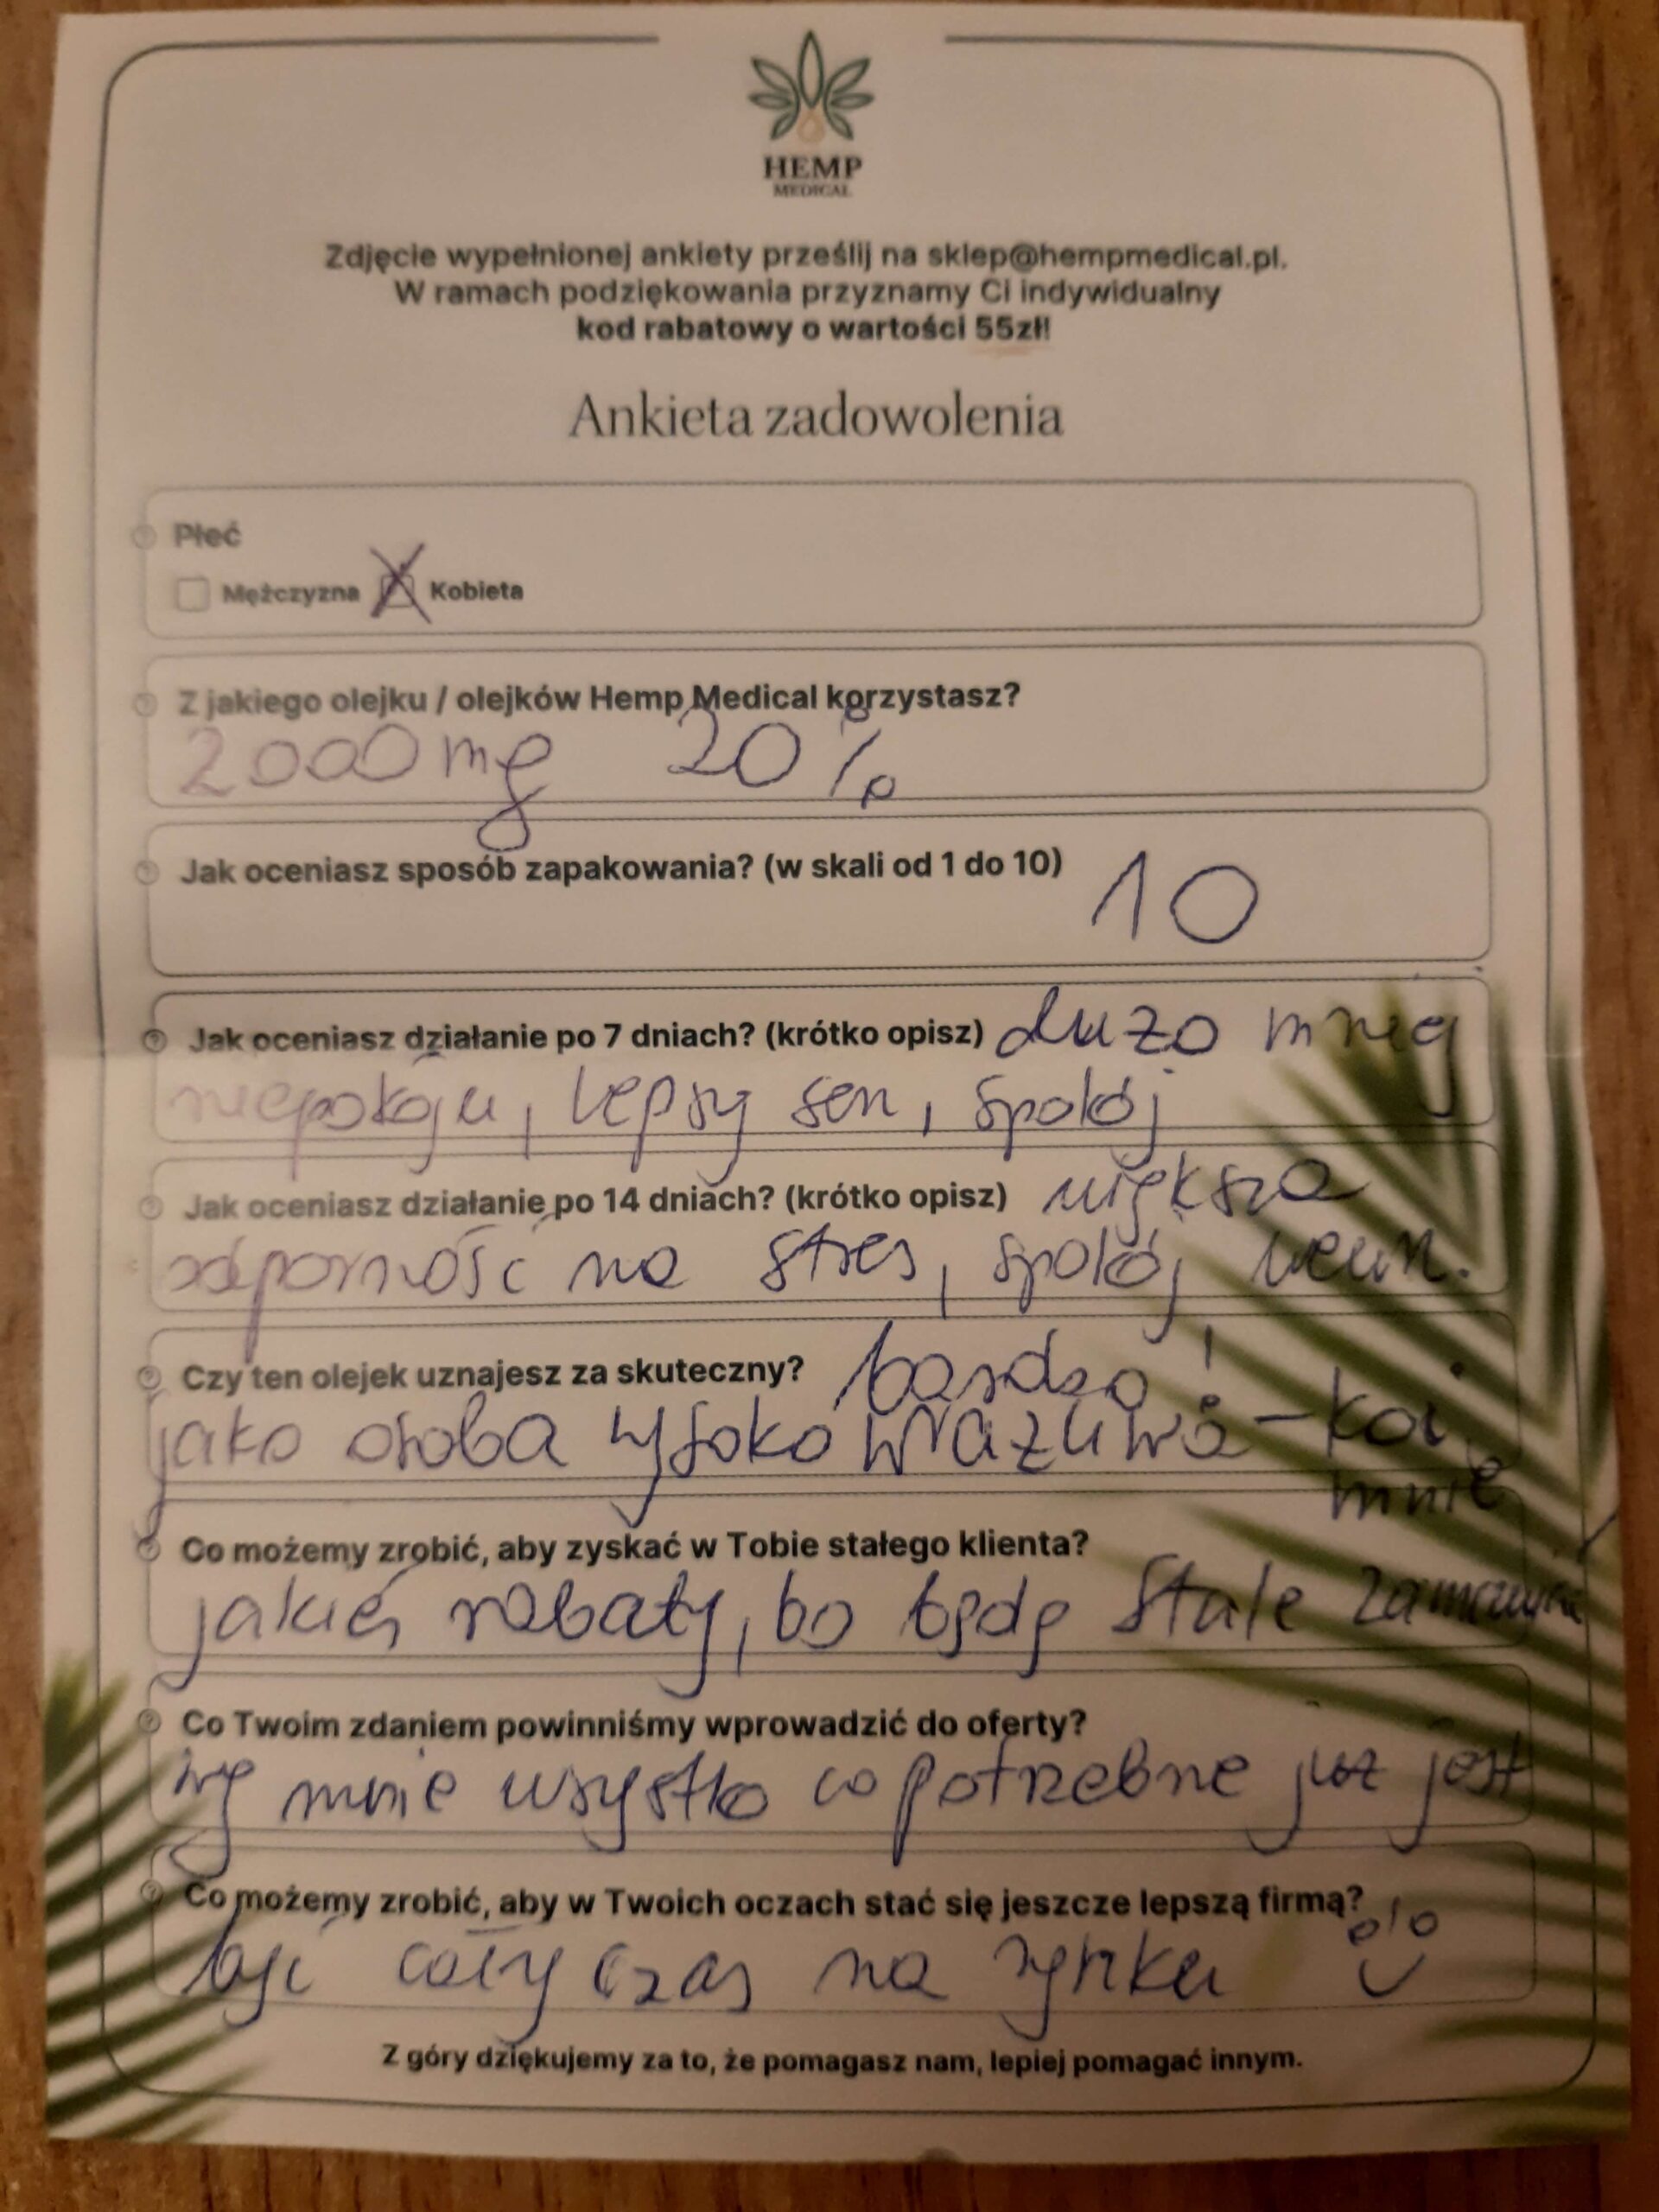 HEMP
MEDICAL
Zdjęcie wypełnionej ankiety prześlij na sklep@hempmedical.pl.
W ramach podziękowania przyznamy Ci indywidualny
kod rabatowy o wartości 55zł!
Ankieta zadowolenia
Płeć
Mężczyzna X Kobieta
Z jakiego olejku / olejków Hemp Medical korzystasz?
2000 mg 20%
Jak oceniasz sposób zapakowania? (w skali od 1 do 10) 10
Jak oceniasz działanie po 7 dniach? (krótko opisz) dużo mniej
niepokoju, lepszy sen, spokój
Jak oceniasz działanie po 14 dniach? (krótko opisz) większa
odporność na stres, spokój wewn.
Czy ten olejek uznajesz za skuteczny? bardzo!
jako osoba wysoko wrażliwa - koi
mnie
Co możemy zrobić, aby zyskać w Tobie stałego klienta?
jakieś rabaty, bo będę stale
Co Twoim zdaniem powinniśmy wprowadzić do oferty?
wg mnie wszystko co potrzebne już jest
Co możemy zrobić, aby w Twoich oczach stać się jeszcze lepszą firmą?
być cały czas na rynku
Z góry dziękujemy za to, że pomagasz nam, lepiej pomagać innym.